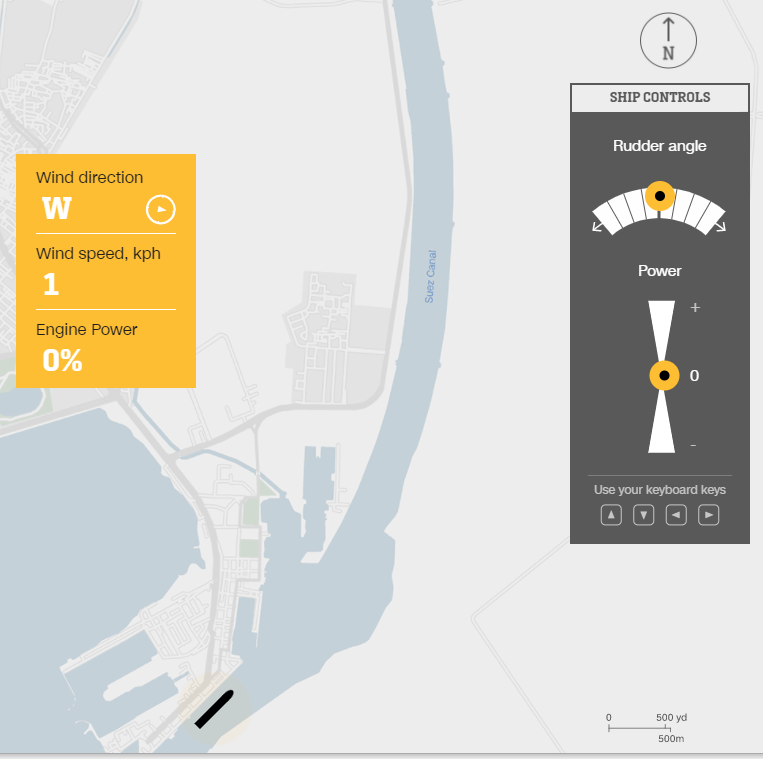 N
SHIP CONTROLS
Rudder angle
Wind direction
W
Wind speed, kph
1
Engine Power
0%
Suez Canal
Power
+
0
-
Use your keyboard keys
0 500 yd
500m